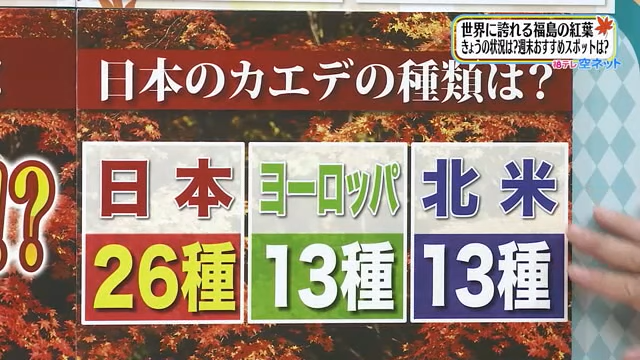 世界に誇れる福島の紅葉
きょうの状況は?週末おすすめスポットは?
空ネット
日本のカエデの種類は?
!?
日本
ヨーロッパ
北米
26種
13種
13種